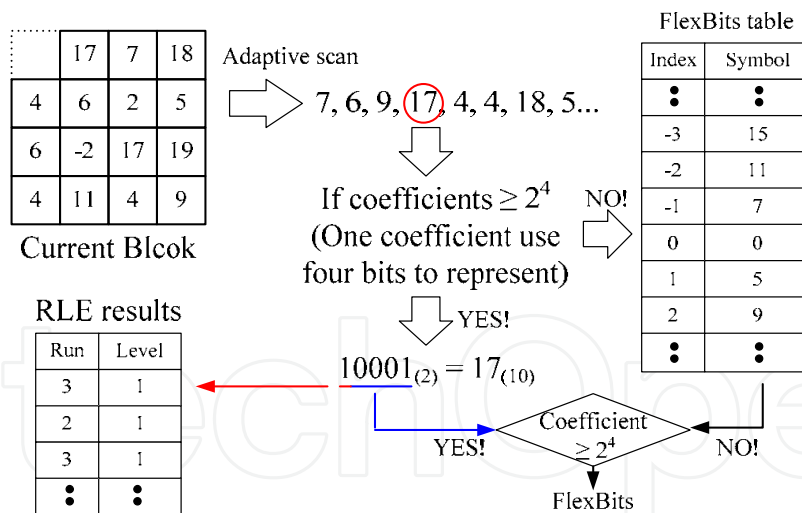 FlexBits table
17 7 18
4 6 2 5
6 -2 17 19
4 11 4 9
Current Blcok
Adaptive scan
7, 6, 9, 17, 4, 4, 18, 5...
If coefficients ≥ 2⁴
(One coefficient use
four bits to represent)
NO!
YES!
Index Symbol
-3 15
-2 11
-1 7
0 0
1 5
2 9
RLE results
Run Level
3 1
2 1
3 1
10001(2) = 17(10)
YES!
Coefficient
≥ 2⁴
NO!
FlexBits